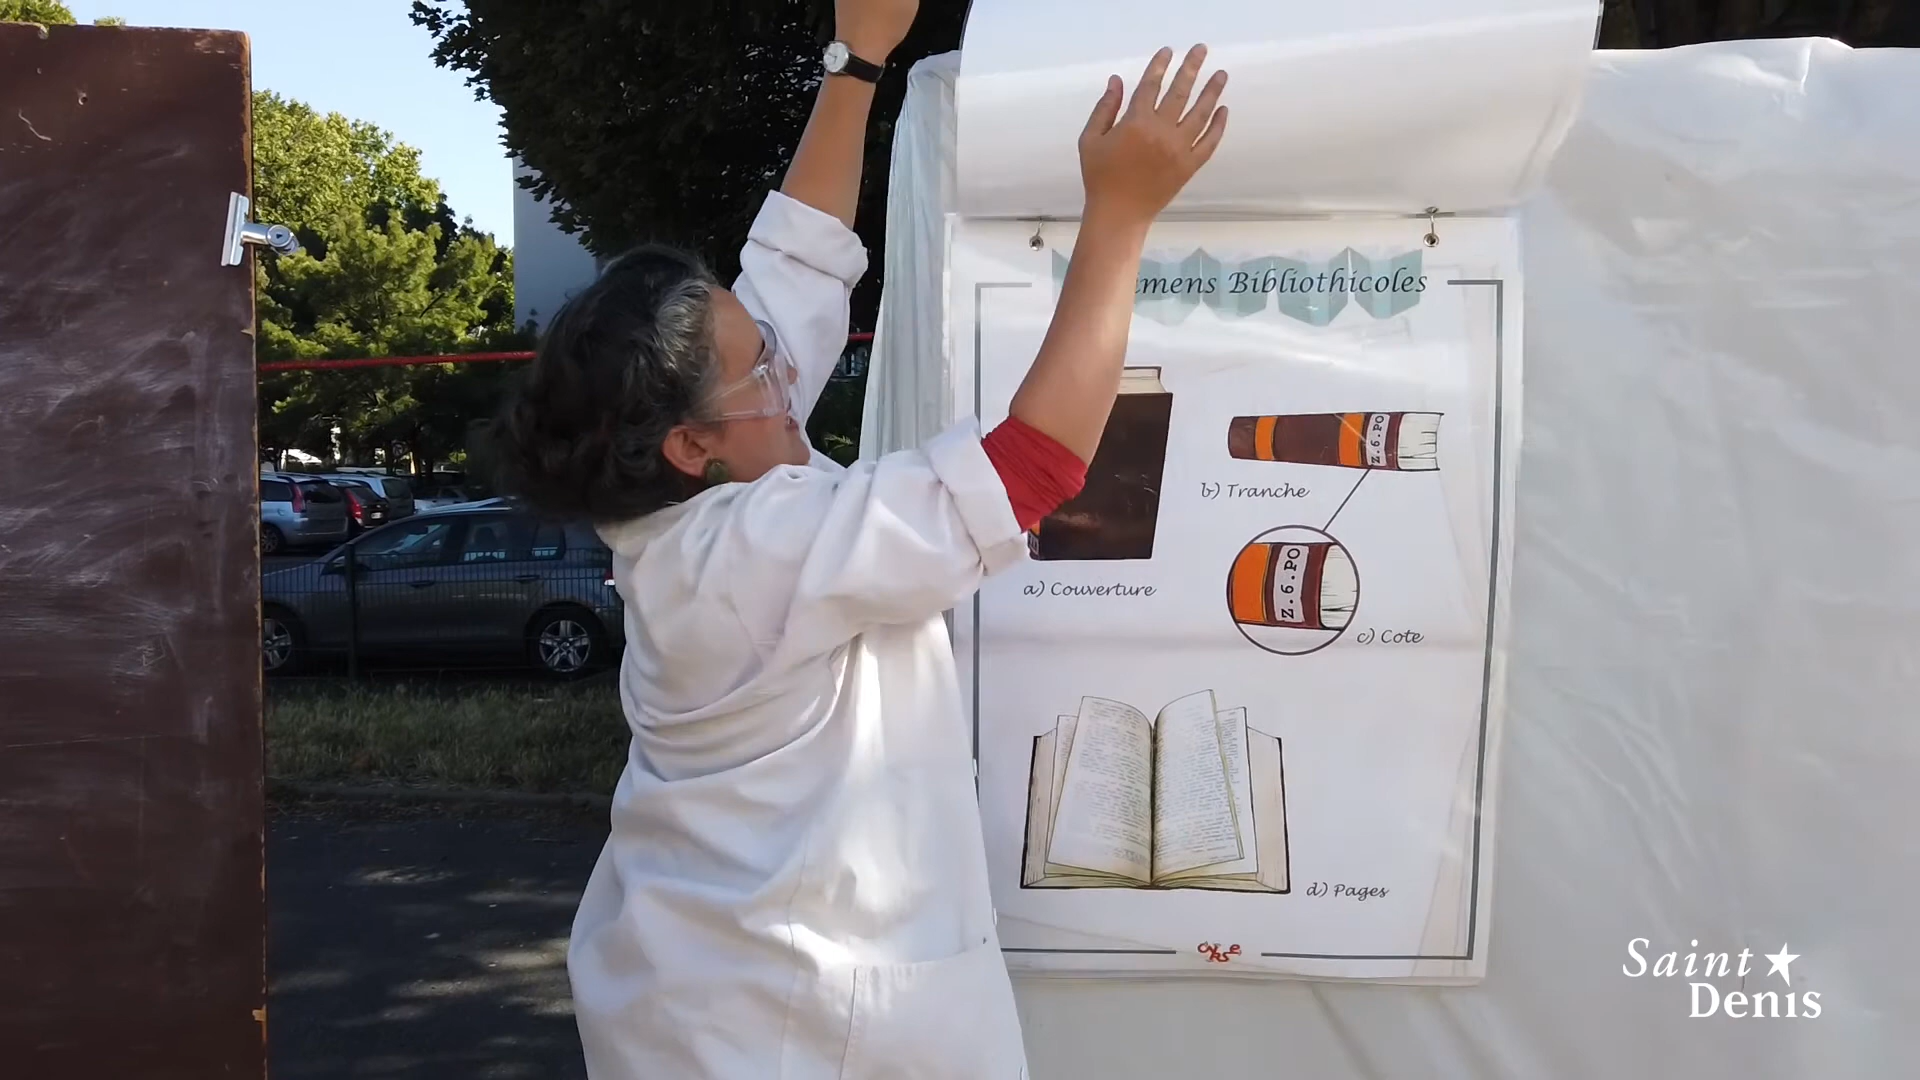 Bibliothicoles
Z.6.PO
b) Tranche
Z.6.PO
a) Couverture
c) Cote
d) Pages
Saint
Denis